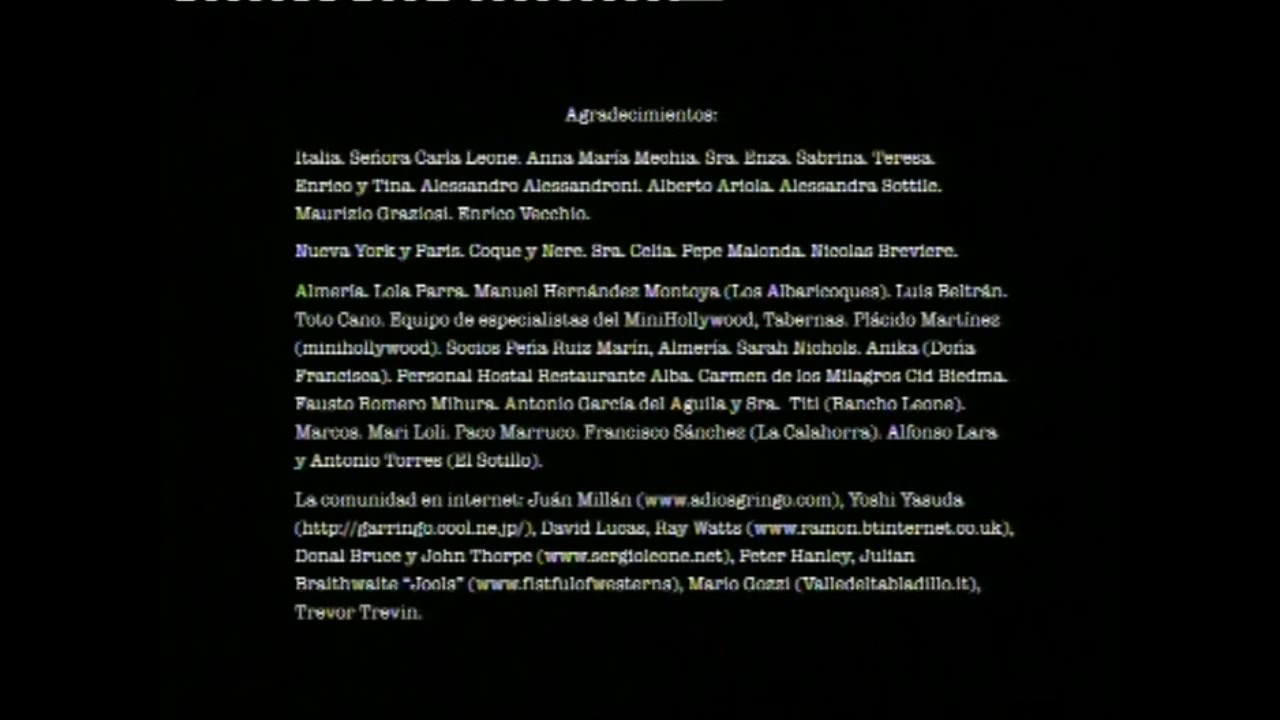 Agradecimientos:
Italia. Señora Carla Leone. Anna María Mechia. Sra. Enza. Sabrina. Teresa.
Enrico y Tina. Alessandro Alessandroni. Alberto Ariola. Alessandra Sottile.
Maurizio Graziosi. Enrico Vecchio.
Nueva York y Paris. Coque y Nere. Sra. Celia. Pepe Malonda. Nicolas Breviere.
Almería. Lola Parra. Manuel Hernández Montoya (Los Albaricoques). Luis Beltrán.
Toto Cano. Equipo de especialistas del MiniHollywood, Tabernas. Plácido Martínez
(minihollywood). Socios Peña Ruiz Marín, Almería. Sarah Nichols. Anika (Doña
Francisca). Personal Hostal Restaurante Alba. Carmen de los Milagros Cid Biedma.
Fausto Romero Mihura. Antonio García del Aguila y Sra. Titi (Rancho Leone).
Marcos. Mari Loli. Paco Marruco. Francisco Sánchez (La Calahorra). Alfonso Lara
y Antonio Torres (El Sotillo).
La comunidad en internet: Juán Millán (www.adiosgringo.com), Yoshi Yasuda
(http://garringo.cool.ne.jp/), David Lucas, Ray Watts (www.ramon.btinternet.co.uk),
Donal Bruce y John Thorpe (www.sergioleone.net), Peter Hanley, Julian
Braithwaite “Jools” (www.fistfulofwesterns), Mario Gozzi (Valledeltabladillo.it),
Trevor Trevin.